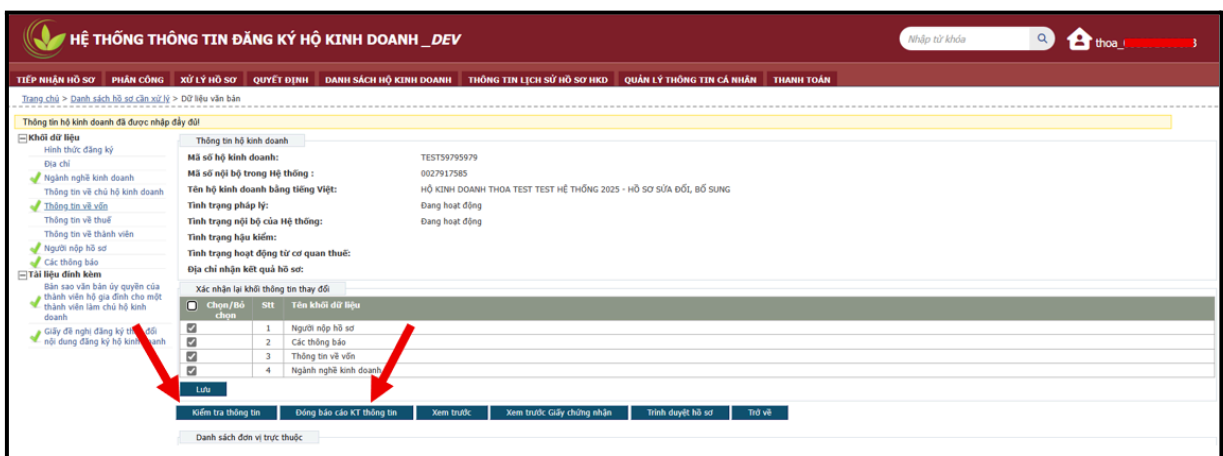 HỆ THỐNG THÔNG TIN ĐĂNG KÝ HỘ KINH DOANH _DEV
Nhập từ khóa
thoa_
TIẾP NHẬN HỒ SƠ PHÂN CÔNG XỬ LÝ HỒ SƠ QUYẾT ĐỊNH DANH SÁCH HỘ KINH DOANH THÔNG TIN LỊCH SỬ HỒ SƠ HKD QUẢN LÝ THÔNG TIN CÁ NHÂN THANH TOÁN
Trang chủ > Danh sách hồ sơ cần xử lý > Dữ liệu văn bản
Thông tin hộ kinh doanh đã được nhập đầy đủ!
Khối dữ liệu
Hình thức đăng ký
Địa chỉ
Ngành nghề kinh doanh
Thông tin về chủ hộ kinh doanh
Thông tin về vốn
Thông tin về thuế
Thông tin về thành viên
Người nộp hồ sơ
Các thông báo
Tài liệu đính kèm
Bản sao văn bản ủy quyền của
thành viên hộ gia đình cho một
thành viên làm chủ hộ kinh
doanh
Giấy đề nghị đăng ký thay đổi
nội dung đăng ký hộ kinh doanh
Thông tin hộ kinh doanh
Mã số hộ kinh doanh: TEST59795979
Mã số nội bộ trong Hệ thống : 0027917585
Tên hộ kinh doanh bằng tiếng Việt: HỘ KINH DOANH THOA TEST TEST HỆ THỐNG 2025 - HỒ SƠ SỬA ĐỔI, BỔ SUNG
Tình trạng pháp lý: Đang hoạt động
Tình trạng nội bộ của Hệ thống: Đang hoạt động
Tình trạng hậu kiểm:
Tình trạng hoạt động từ cơ quan thuế:
Địa chỉ nhận kết quả hồ sơ:
Xác nhận lại khối thông tin thay đổi
Chọn/Bỏ chọn Stt Tên khối dữ liệu
1 Người nộp hồ sơ
2 Các thông báo
3 Thông tin về vốn
4 Ngành nghề kinh doanh
Lưu
Kiểm tra thông tin Đóng báo cáo KT thông tin Xem trước Xem trước Giấy chứng nhận Trình duyệt hồ sơ Trở về
Danh sách đơn vị trực thuộc